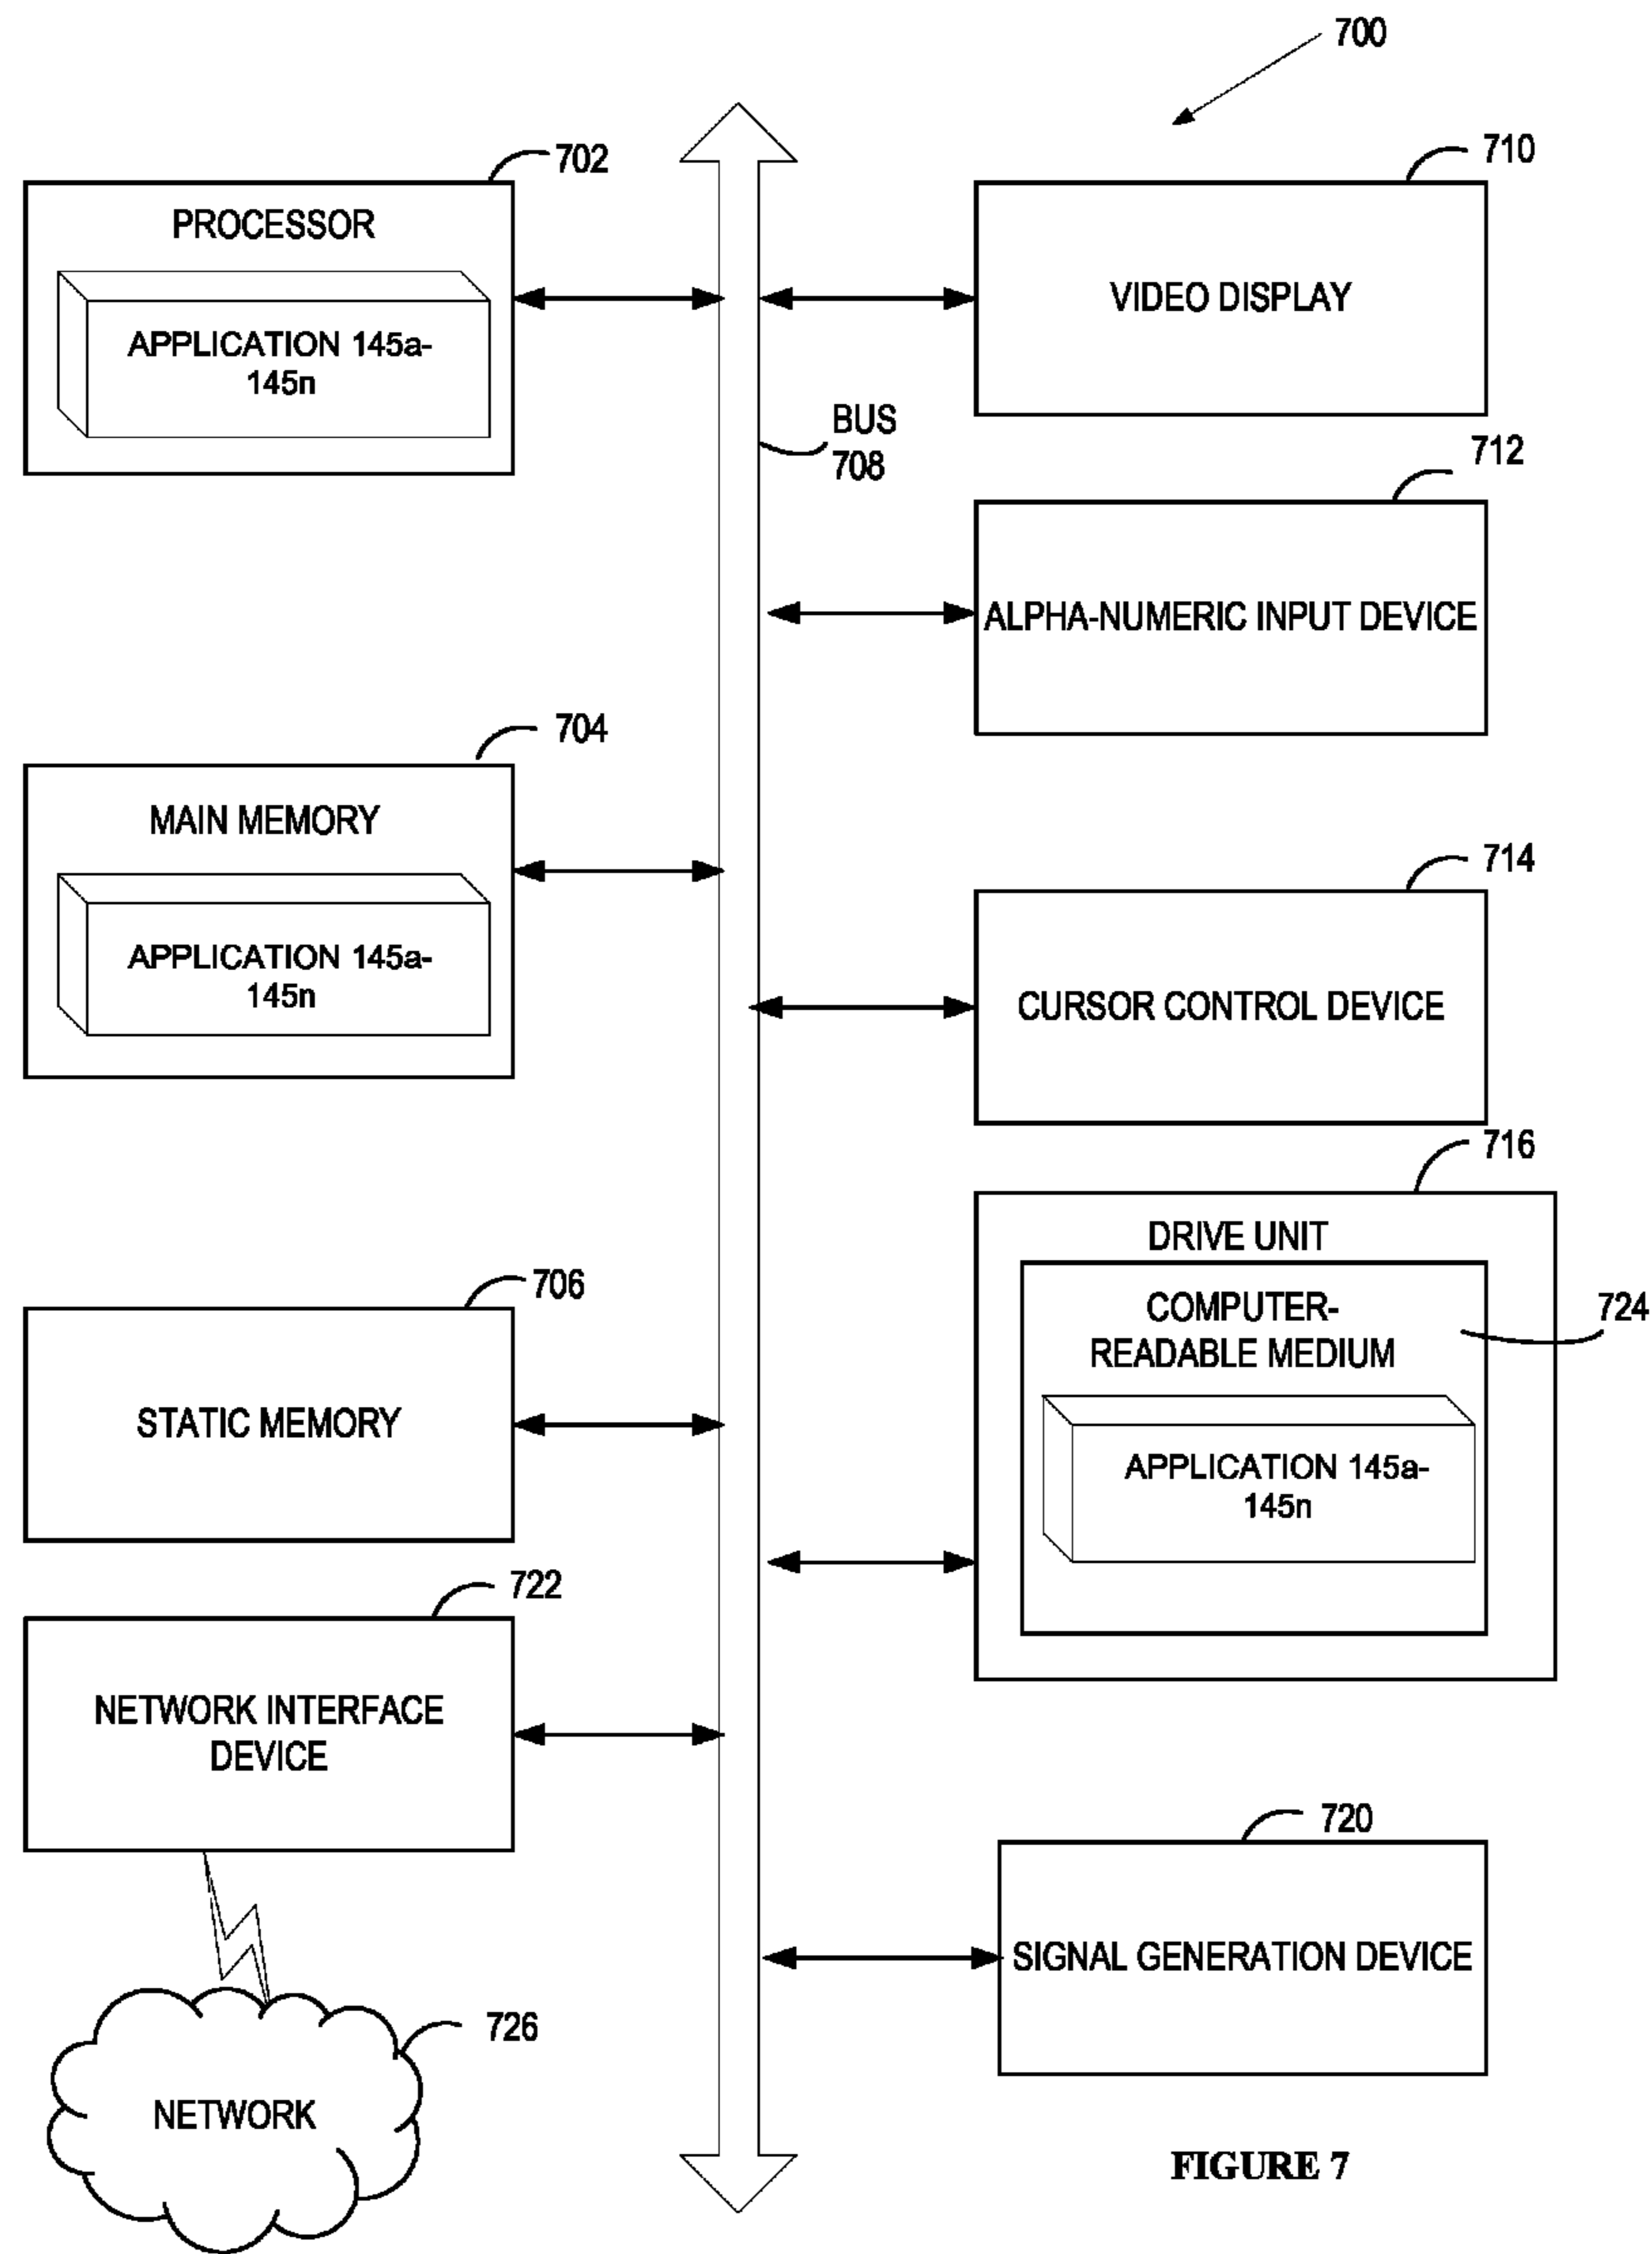 700
702
PROCESSOR
APPLICATION 145a-
145n
710
VIDEO DISPLAY
BUS
708
712
ALPHA-NUMERIC INPUT DEVICE
704
MAIN MEMORY
APPLICATION 145a-
145n
714
CURSOR CONTROL DEVICE
716
DRIVE UNIT
COMPUTER-
READABLE MEDIUM
724
APPLICATION 145a-
145n
706
STATIC MEMORY
722
NETWORK INTERFACE
DEVICE
720
SIGNAL GENERATION DEVICE
726
NETWORK
FIGURE 7